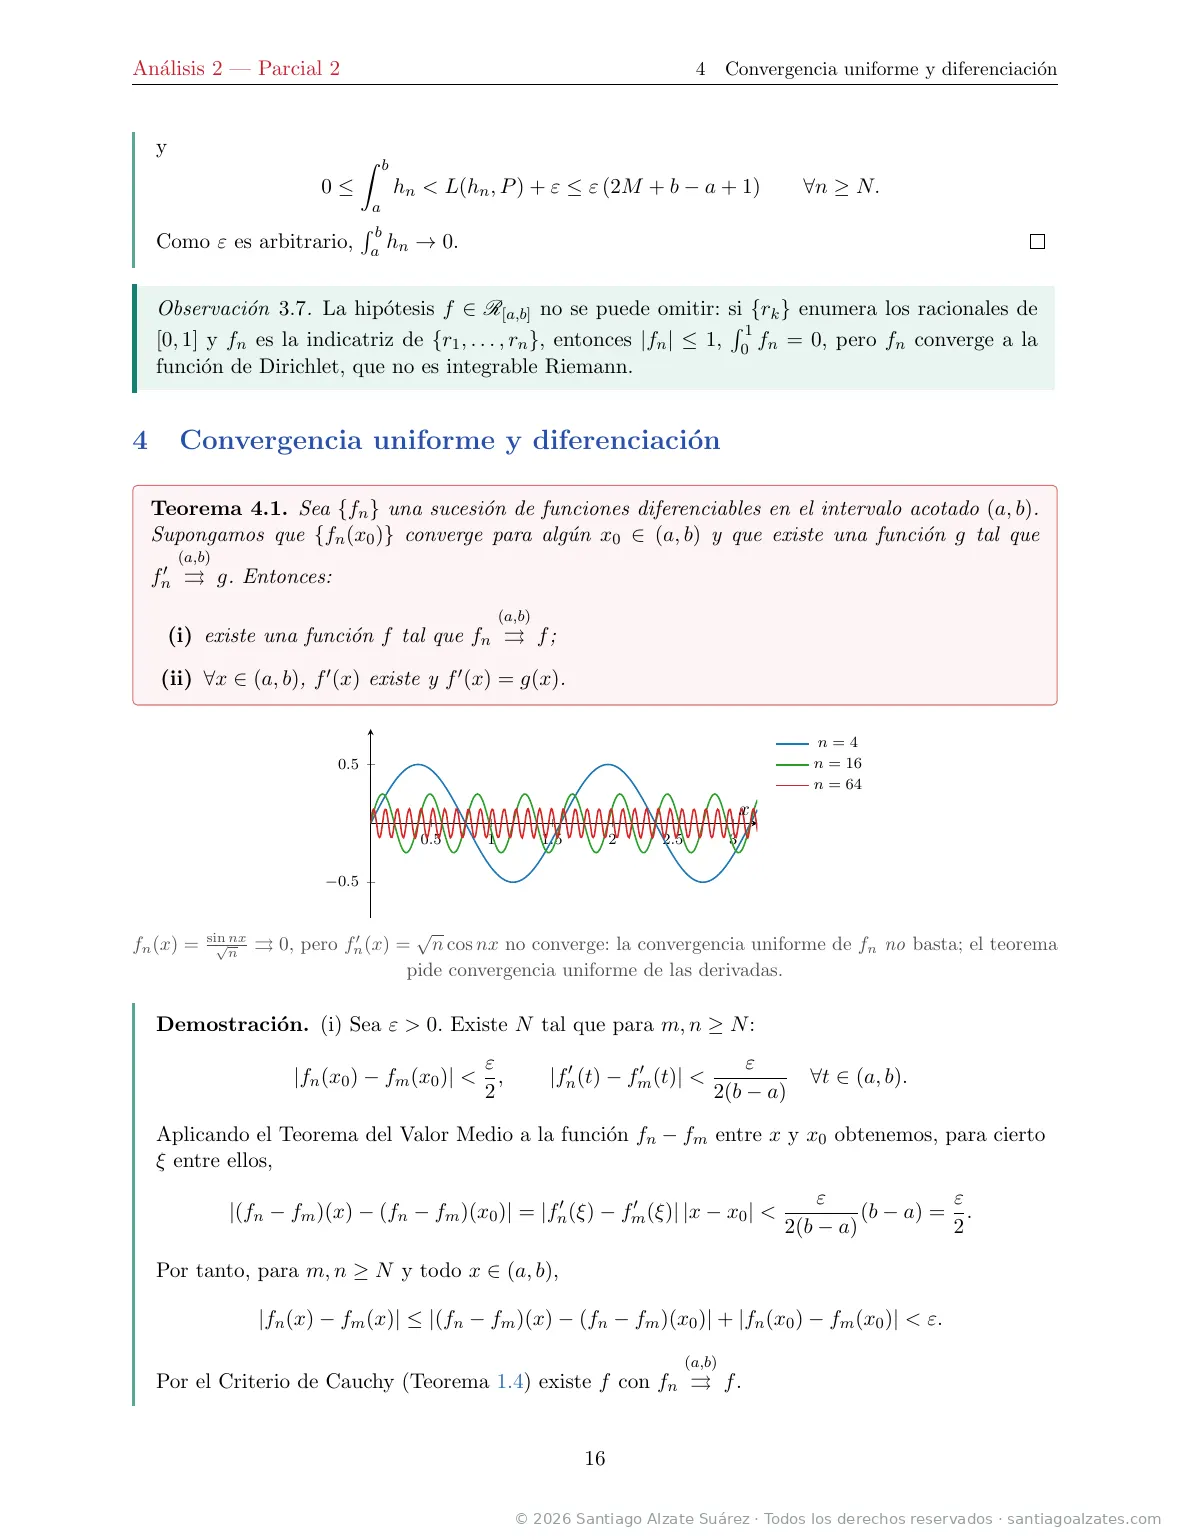 Análisis 2 — Parcial 2
4 Convergencia uniforme y diferenciación
y
0 ≤ ∫_a^b h_n < L(h_n, P) + ε ≤ ε (2M + b − a + 1) ∀n ≥ N.
Como ε es arbitrario, ∫_a^b h_n → 0. □
Observación 3.7. La hipótesis f ∈ ℛ_[a,b] no se puede omitir: si {r_k} enumera los racionales de
[0, 1] y f_n es la indicatriz de {r_1, . . . , r_n}, entonces |f_n| ≤ 1, ∫_0^1 f_n = 0, pero f_n converge a la
función de Dirichlet, que no es integrable Riemann.
4 Convergencia uniforme y diferenciación
Teorema 4.1. Sea {f_n} una sucesión de funciones diferenciables en el intervalo acotado (a, b).
Supongamos que {f_n(x_0)} converge para algún x_0 ∈ (a, b) y que existe una función g tal que
f′_n ⇉^(a,b) g. Entonces:
(i) existe una función f tal que f_n ⇉^(a,b) f;
(ii) ∀x ∈ (a, b), f′(x) existe y f′(x) = g(x).
n = 4
n = 16
n = 64
0.5
−0.5
0.5 1 1.5 2 2.5 3
x
f_n(x) = sin nx/√n ⇉ 0, pero f′_n(x) = √n cos nx no converge: la convergencia uniforme de f_n no basta; el teorema
pide convergencia uniforme de las derivadas.
Demostración. (i) Sea ε > 0. Existe N tal que para m, n ≥ N:
|f_n(x_0) − f_m(x_0)| < ε/2, |f′_n(t) − f′_m(t)| < ε/2(b − a) ∀t ∈ (a, b).
Aplicando el Teorema del Valor Medio a la función f_n − f_m entre x y x_0 obtenemos, para cierto
ξ entre ellos,
|(f_n − f_m)(x) − (f_n − f_m)(x_0)| = |f′_n(ξ) − f′_m(ξ)| |x − x_0| < ε/2(b − a) (b − a) = ε/2.
Por tanto, para m, n ≥ N y todo x ∈ (a, b),
|f_n(x) − f_m(x)| ≤ |(f_n − f_m)(x) − (f_n − f_m)(x_0)| + |f_n(x_0) − f_m(x_0)| < ε.
Por el Criterio de Cauchy (Teorema 1.4) existe f con f_n ⇉^(a,b) f.
16
© 2026 Santiago Alzate Suárez · Todos los derechos reservados · santiagoalzates.com